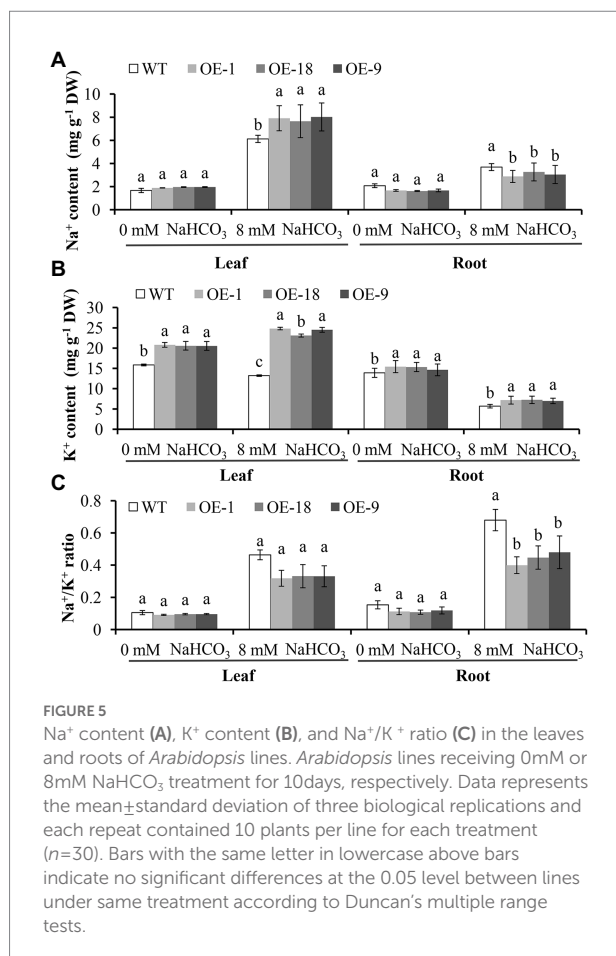 A
WT OE-1 OE-18 OE-9
Na⁺ content (mg g⁻¹ DW)
10
8
6
4
2
0
a a a a b a a a a a a a a b b b
0 mM NaHCO₃ 8 mM NaHCO₃ 0 mM NaHCO₃ 8 mM NaHCO₃
Leaf Root
B
WT OE-1 OE-18 OE-9
K⁺ content (mg g⁻¹ DW)
30
25
20
15
10
5
0
b a a a c a b a b a a a b a a a
0 mM NaHCO₃ 8 mM NaHCO₃ 0 mM NaHCO₃ 8 mM NaHCO₃
Leaf Root
C
WT OE-1 OE-18 OE-9
Na⁺/K⁺ ratio
0.8
0.6
0.4
0.2
0
a a a a a a a a a a a a a b b b
0 mM NaHCO₃ 8 mM NaHCO₃ 0 mM NaHCO₃ 8 mM NaHCO₃
Leaf Root
FIGURE 5
Na⁺ content (A), K⁺ content (B), and Na⁺/K ⁺ ratio (C) in the leaves
and roots of Arabidopsis lines. Arabidopsis lines receiving 0mM or
8mM NaHCO₃ treatment for 10days, respectively. Data represents
the mean±standard deviation of three biological replications and
each repeat contained 10 plants per line for each treatment
(n=30). Bars with the same letter in lowercase above bars
indicate no significant differences at the 0.05 level between lines
under same treatment according to Duncan's multiple range
tests.